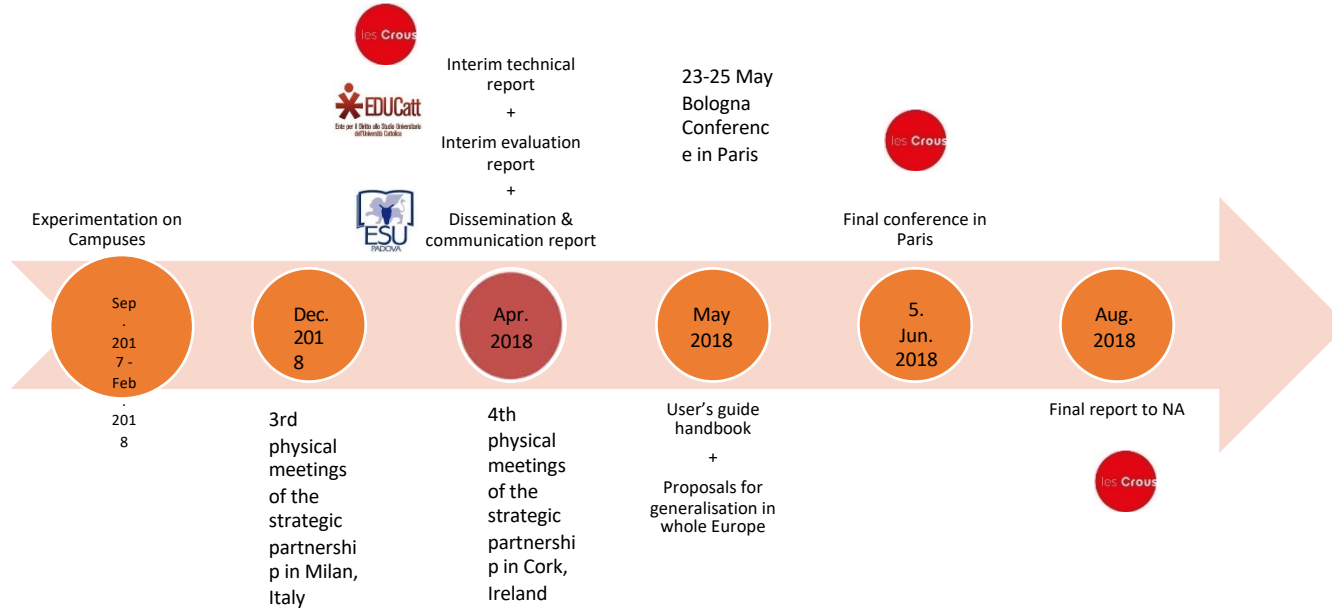 les Crous
EDUCatt
Ente per il Diritto allo Studio Universitario
dell'Università Cattolica
ESU
PADOVA
Interim technical
report
+
Interim evaluation
report
+
Dissemination &
communication report
23-25 May
Bologna
Conferenc
e in Paris
les Crous
Experimentation on
Campuses
Final conference in
Paris
Sep
.
201
7 -
Feb
.
201
8
Dec.
201
8
Apr.
2018
May
2018
5.
Jun.
2018
Aug.
2018
3rd
physical
meetings
of the
strategic
partnershi
p in Milan,
Italy
4th
physical
meetings
of the
strategic
partnershi
p in Cork,
Ireland
User's guide
handbook
+
Proposals for
generalisation in
whole Europe
Final report to NA
les Crous